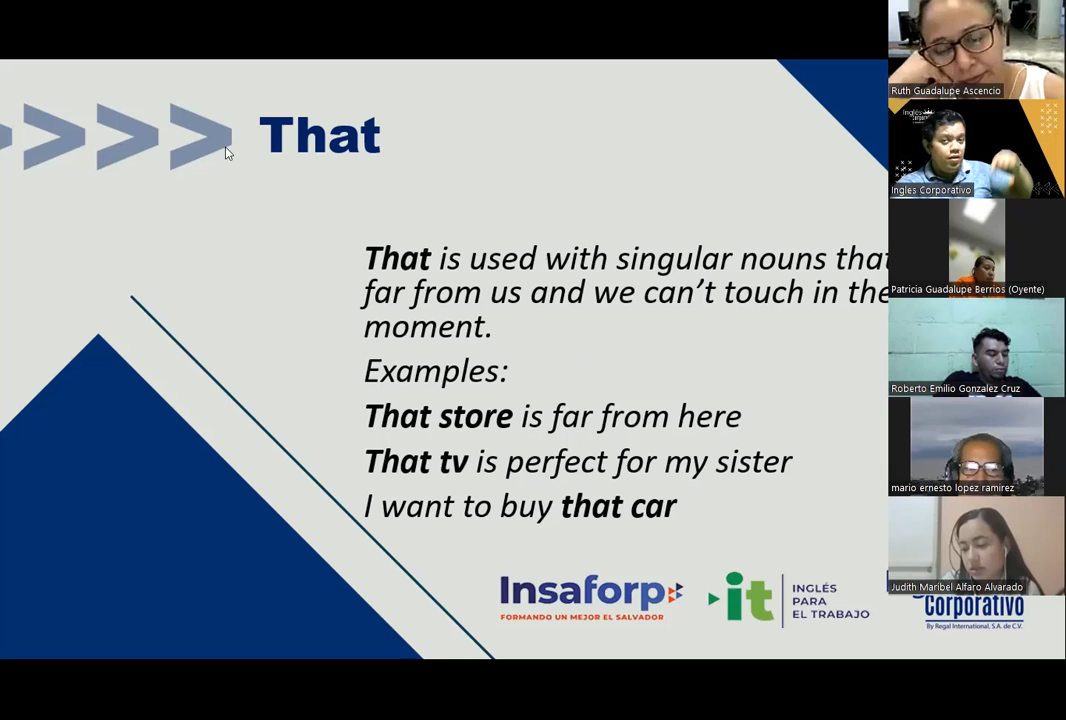 That
That is used with singular nouns that
far from us and we can't touch in the
moment.
Examples:
That store is far from here
That tv is perfect for my sister
I want to buy that car
Insaforp
FORMANDO UN MEJOR EL SALVADOR
it
INGLÉS
PARA
EL TRABAJO
Corporativo
By Regal International, S.A. de C.V.
Ruth Guadalupe Ascencio
Ingles Corporativo
Patricia Guadalupe Berrios (Oyente)
Roberto Emilio Gonzalez Cruz
mario ernesto lopez ramirez
Judith Maribel Alfaro Alvarado